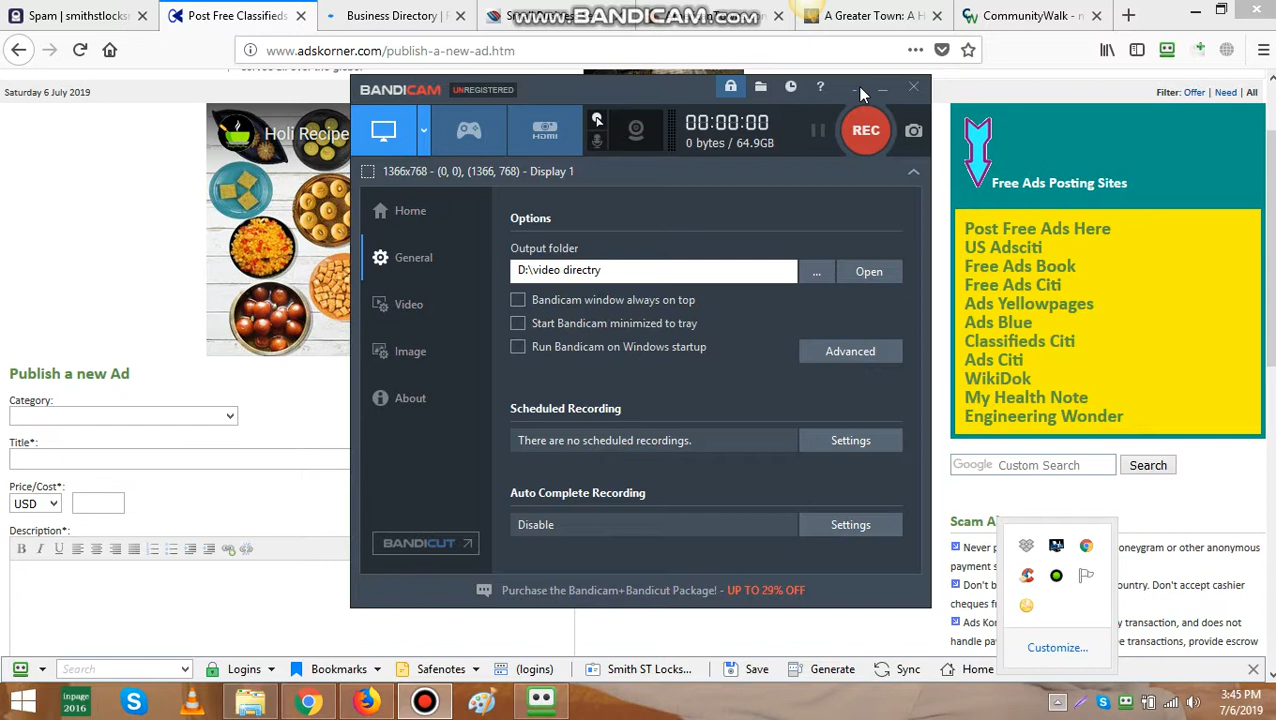 Spam | smithstlocks
Post Free Classifieds
Business Directory | F
www.BANDICAM.com
A Greater Town: A H
CommunityWalk - m
www.adskorner.com/publish-a-new-ad.htm
Saturday 6 July 2019
Filter: Offer | Need | All
BANDICAM UNREGISTERED
Holi Recipe
HDMI
00:00:00
0 bytes / 64.9GB
REC
1366x768 - (0, 0), (1366, 768) - Display 1
Free Ads Posting Sites
Home
General
Video
Image
About
Options
Output folder
D:\video directry
...
Open
Bandicam window always on top
Start Bandicam minimized to tray
Run Bandicam on Windows startup
Advanced
Scheduled Recording
There are no scheduled recordings.
Settings
Auto Complete Recording
Disable
Settings
BANDICUT
Purchase the Bandicam+Bandicut Package! - UP TO 29% OFF
Post Free Ads Here
US Adsciti
Free Ads Book
Free Ads Citi
Ads Yellowpages
Ads Blue
Classifieds Citi
Ads Citi
WikiDok
My Health Note
Engineering Wonder
Google Custom Search
Search
Publish a new Ad
Category:
Title*:
Price/Cost*:
USD
Description*:
B I U
Scam A
Never p
oneygram or other anonymous
payment s
Don't b
ountry. Don't accept cashier
cheques f
Ads Ko
y transaction, and does not
handle pa
e transactions, provide escrow
Customize...
Search
Logins
Bookmarks
Safenotes
(logins)
Smith ST Locks...
Save
Generate
Sync
Home
inpage
2016
3:45 PM
7/6/2019